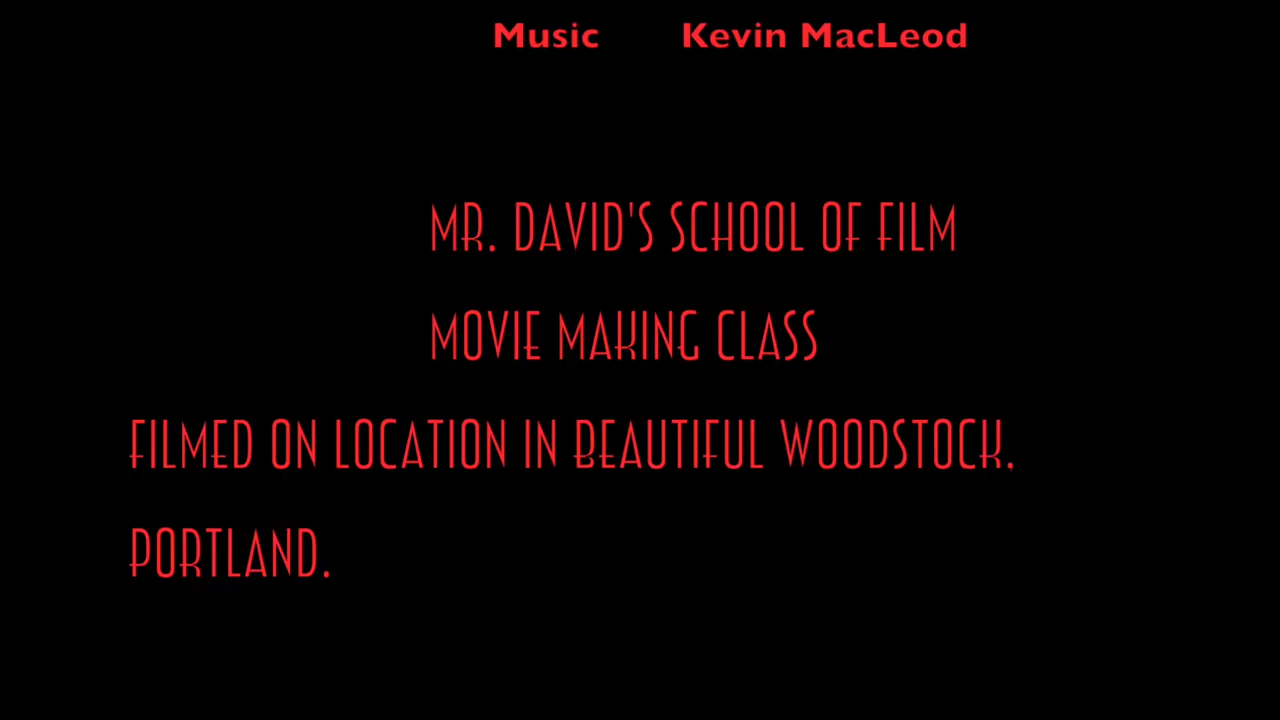 Music Kevin MacLeod
MR. DAVID'S SCHOOL OF FILM
MOVIE MAKING CLASS
FILMED ON LOCATION IN BEAUTIFUL WOODSTOCK,
PORTLAND.